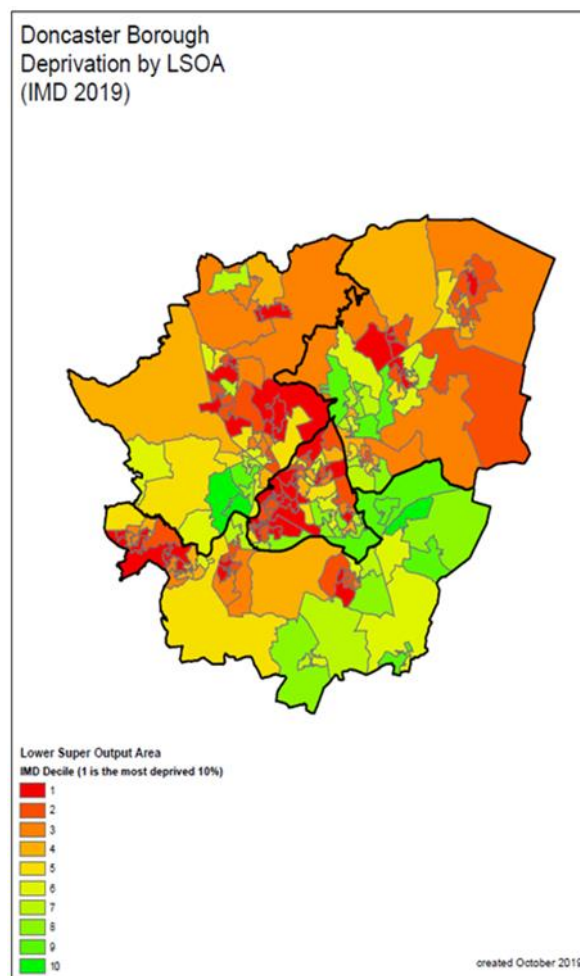 Doncaster Borough
Deprivation by LSOA
(IMD 2019)
Lower Super Output Area
IMD Decile (1 is the most deprived 10%)
1
2
3
4
5
6
7
8
9
10
created October 2019